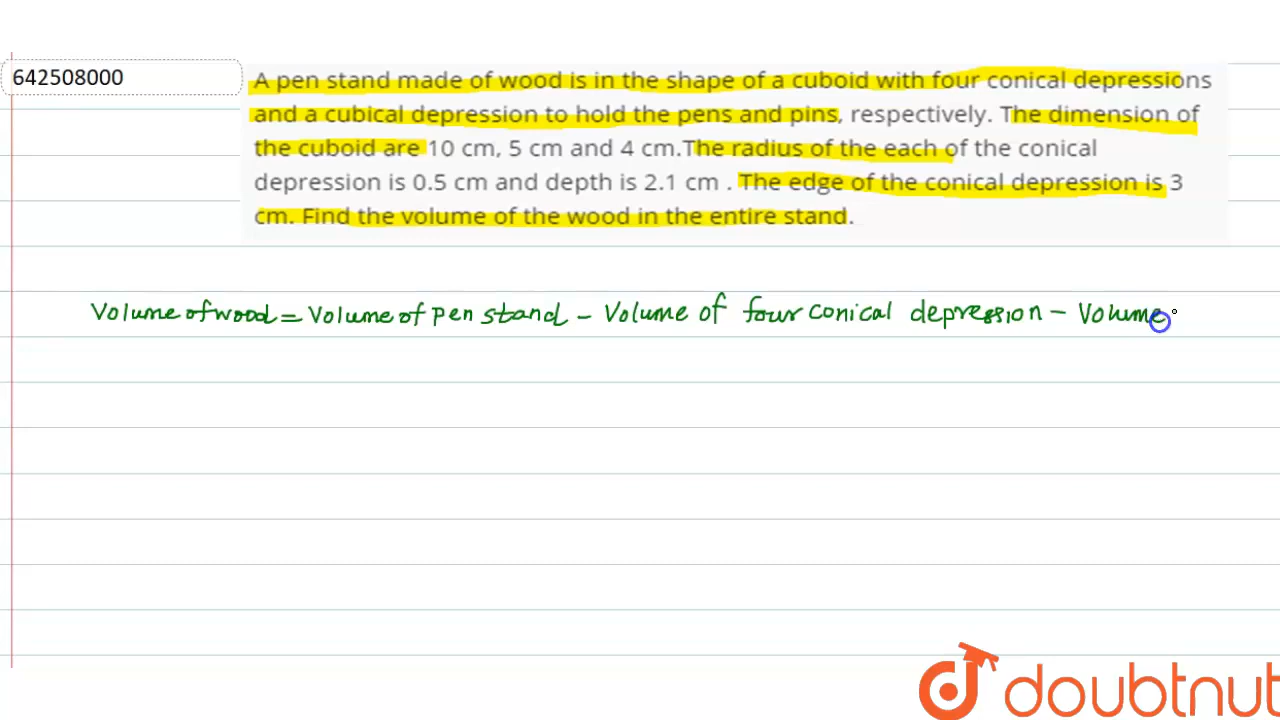 642508000
A pen stand made of wood is in the shape of a cuboid with four conical depressions
and a cubical depression to hold the pens and pins, respectively. The dimension of
the cuboid are 10 cm, 5 cm and 4 cm.The radius of the each of the conical
depression is 0.5 cm and depth is 2.1 cm . The edge of the conical depression is 3
cm. Find the volume of the wood in the entire stand.
Volume of wood = Volume of pen stand - Volume of four conical depression - Volume
doubtnut